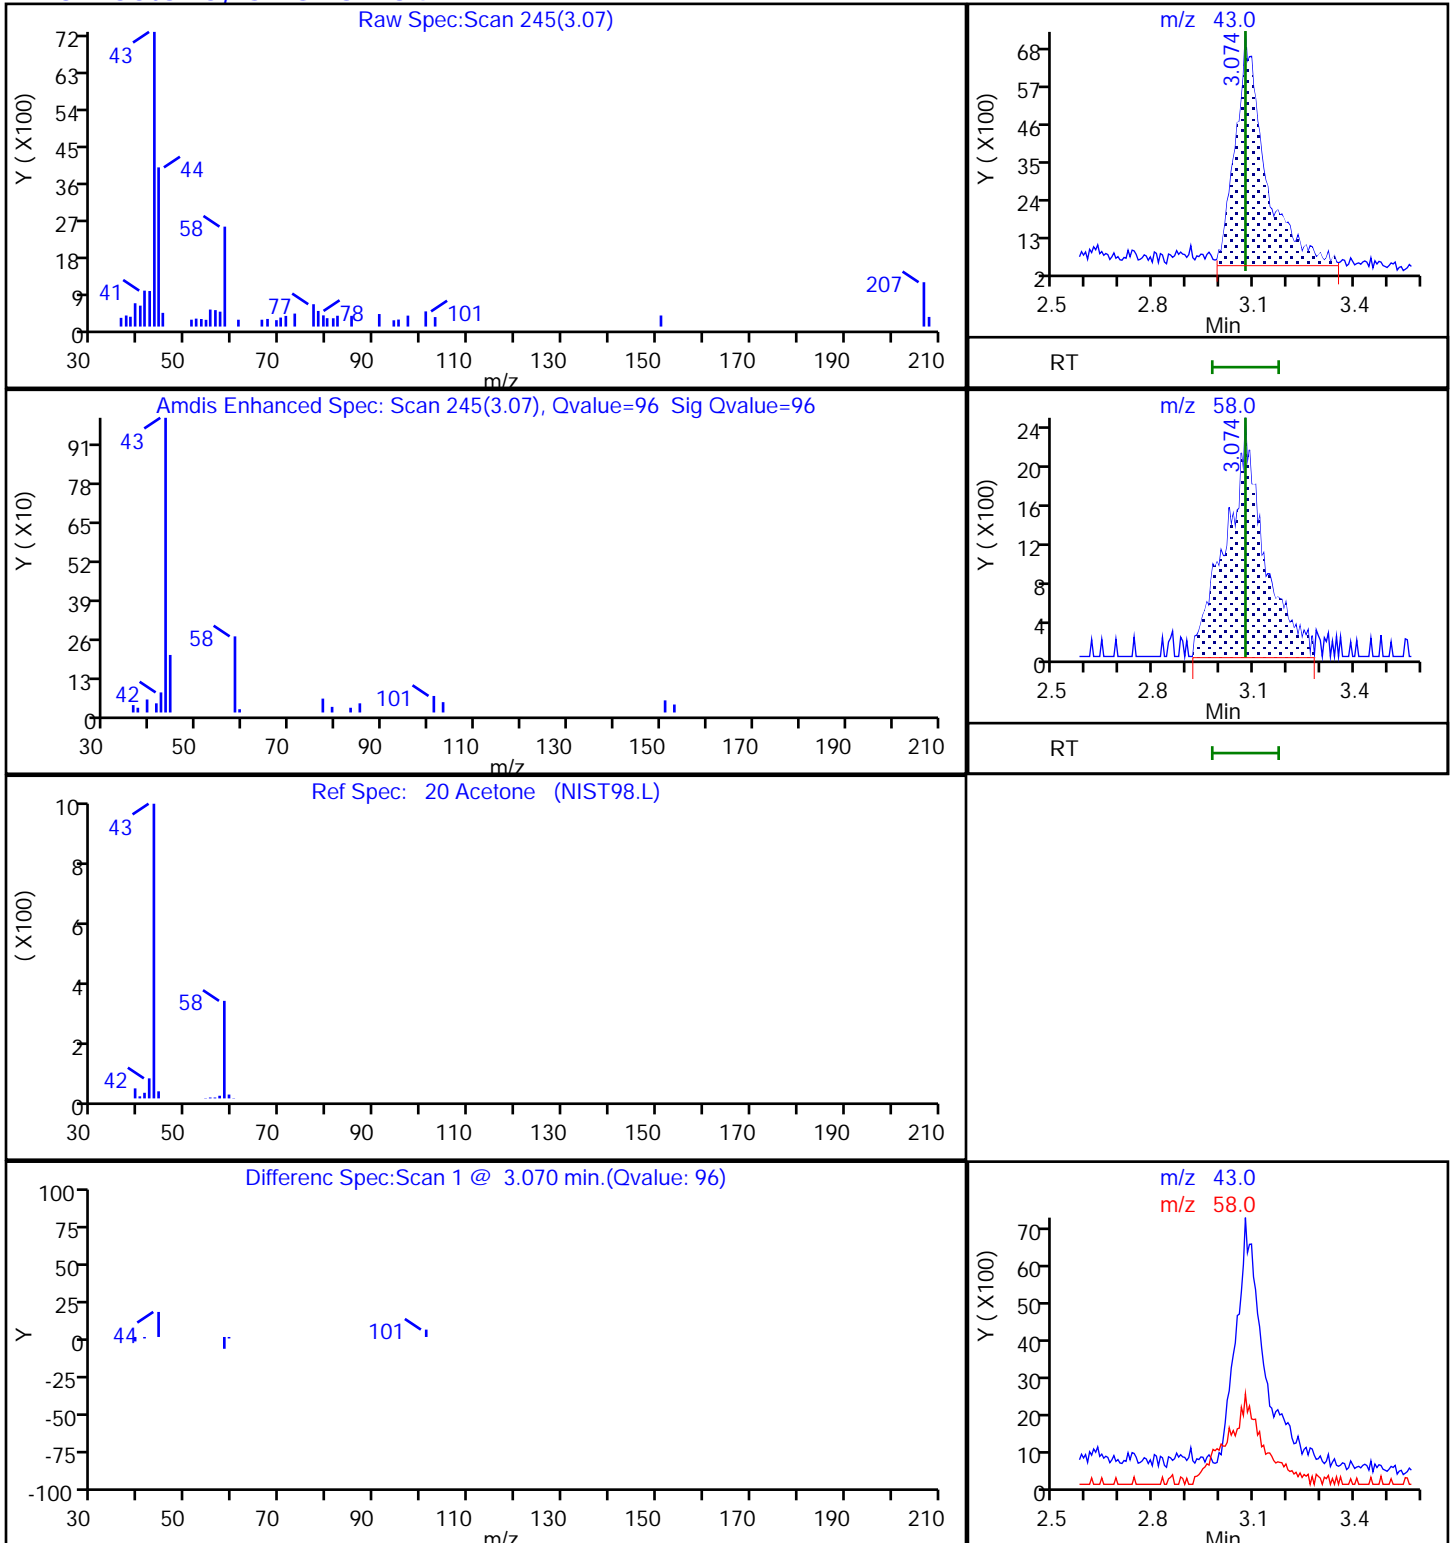 Raw Spec:Scan 245(3.07)
72
63
54
45
36
27
18
9
0
Y ( X100)
43
44
58
41
77
78
101
207
30 50 70 90 110 130 150 170 190 210
m/z
m/z 43.0
68
57
46
35
24
13
2
Y ( X100)
3.074
2.5 2.8 3.1 3.4
Min
RT
Amdis Enhanced Spec: Scan 245(3.07), Qvalue=96 Sig Qvalue=96
91
78
65
52
39
26
13
0
Y ( X10)
43
58
42
101
30 50 70 90 110 130 150 170 190 210
m/z
m/z 58.0
24
20
16
12
8
4
0
Y ( X100)
3.074
2.5 2.8 3.1 3.4
Min
RT
Ref Spec: 20 Acetone (NIST98.L)
10
8
6
4
2
0
( X100)
43
58
42
30 50 70 90 110 130 150 170 190 210
Differenc Spec:Scan 1 @ 3.070 min.(Qvalue: 96)
100
75
50
25
0
-25
-50
-75
-100
Y
44
101
30 50 70 90 110 130 150 170 190 210
m/z
m/z 43.0
m/z 58.0
70
60
50
40
30
20
10
0
Y ( X100)
2.5 2.8 3.1 3.4
Min